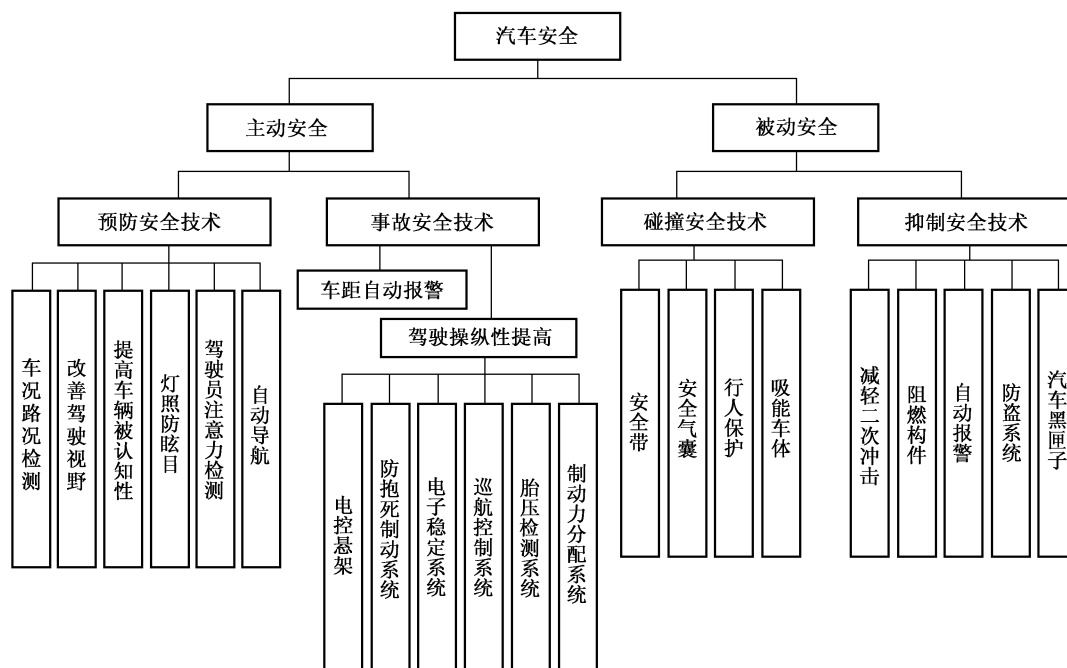 汽车安全
主动安全
被动安全
预防安全技术
事故安全技术
碰撞安全技术
抑制安全技术
车距自动报警
驾驶操纵性提高
车况路况检测
改善驾驶视野
提高车辆被认知性
灯照防眩目
驾驶员注意力检测
自动导航
电控悬架
防抱死制动系统
电子稳定系统
巡航控制系统
胎压检测系统
制动力分配系统
安全带
安全气囊
行人保护
吸能车体
减轻二次冲击
阻燃构件
自动报警
防盗系统
汽车黑匣子